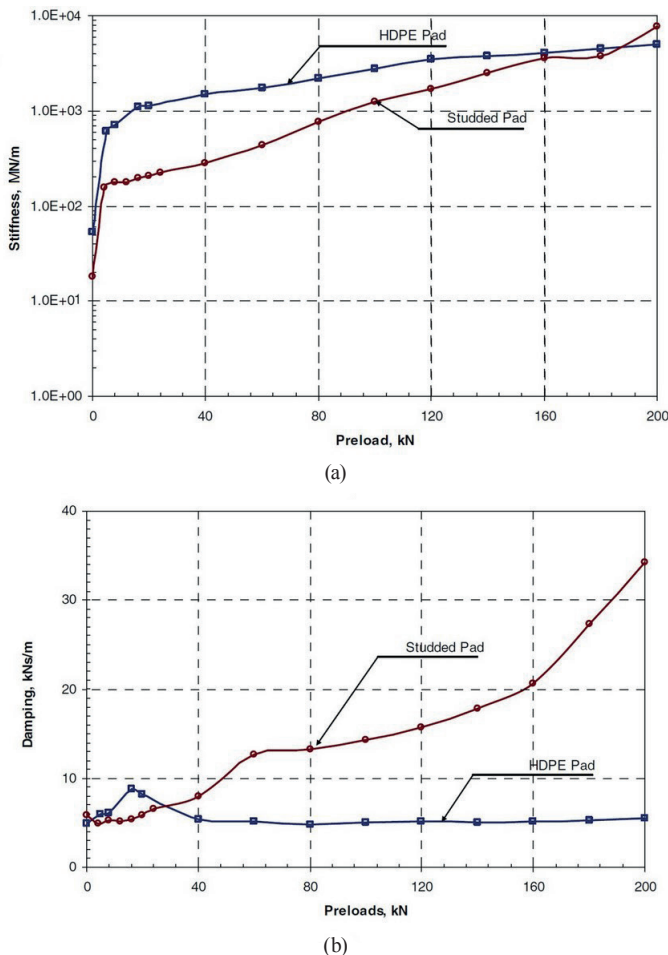 1.0E+04
1.0E+03
1.0E+02
1.0E+01
1.0E+00
Stiffness, MN/m
HDPE Pad
Studded Pad
0 40 80 120 160 200
Preload, kN
(a)
40
30
20
10
0
Damping, kNs/m
Studded Pad
HDPE Pad
0 40 80 120 160 200
Preloads, kN
(b)